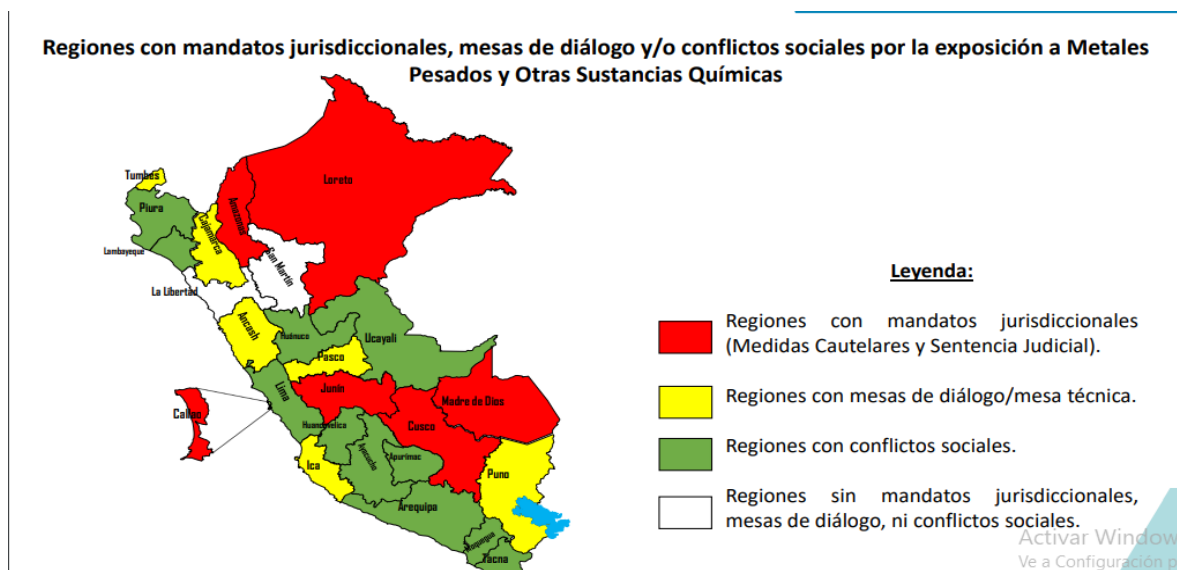 Regiones con mandatos jurisdiccionales, mesas de diálogo y/o conflictos sociales por la exposición a Metales
Pesados y Otras Sustancias Químicas
Tumbes
Piura
Lambayeque
Cajamarca
Amazonas
Loreto
San Martín
La Libertad
Ancash
Huánuco
Ucayali
Pasco
Lima
Callao
Junín
Madre de Dios
Cusco
Huancavelica
Ica
Ayacucho
Apurímac
Puno
Arequipa
Moquegua
Tacna
Leyenda:
Regiones con mandatos jurisdiccionales
(Medidas Cautelares y Sentencia Judicial).
Regiones con mesas de diálogo/mesa técnica.
Regiones con conflictos sociales.
Regiones sin mandatos jurisdiccionales,
mesas de diálogo, ni conflictos sociales.
Activar Window
Ve a Configuración p